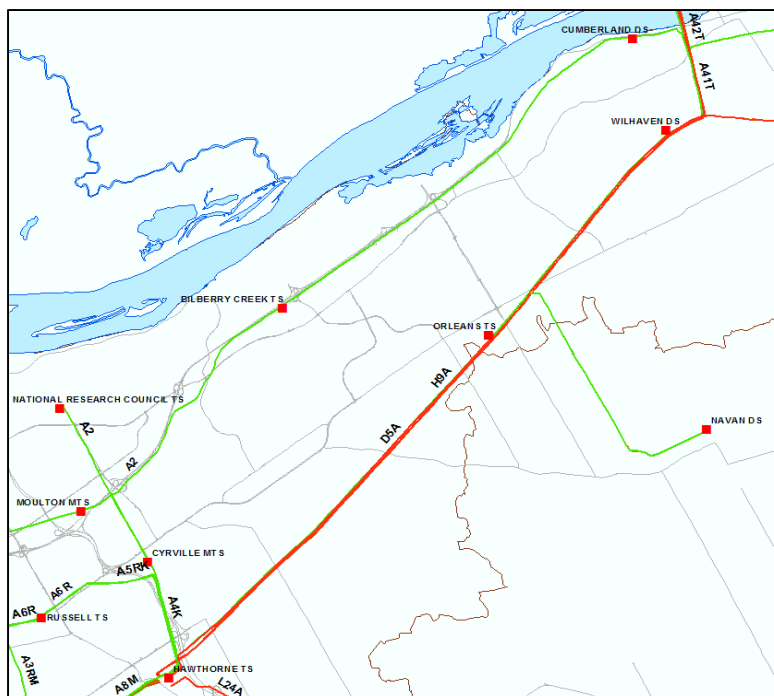 A42T
CUMBERLAND DS
A41T
WILHAVEN DS
BILBERRY CREEK TS
ORLEANS TS
H9A
NATIONAL RESEARCH COUNCIL TS
A2
NAVAN DS
D5A
A2
MOULTON MTS
CYRVILLE MTS
A5RK
A6R
A4K
A6R
RUSSELL TS
A3RM
HAWTHORNE TS
A8M
L24A